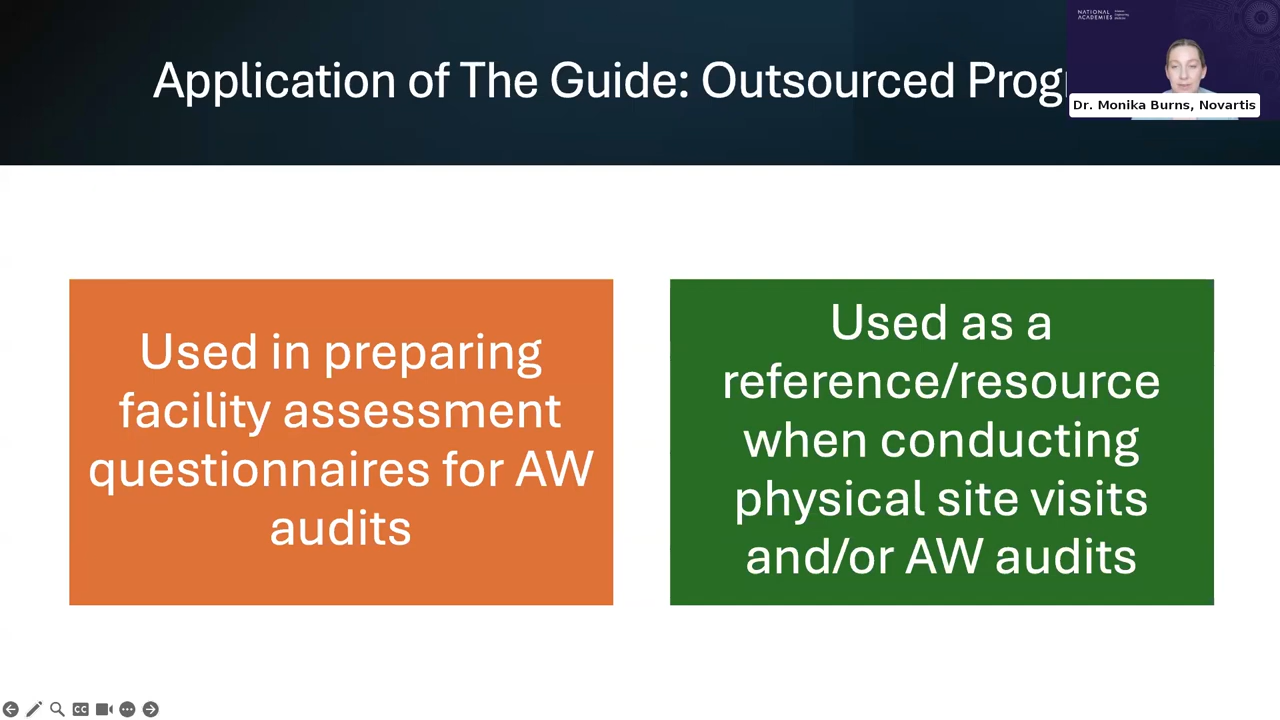 Application of The Guide: Outsourced Prog
NATIONAL
ACADEMIES
Dr. Monika Burns, Novartis
Used in preparing
facility assessment
questionnaires for AW
audits
Used as a
reference/resource
when conducting
physical site visits
and/or AW audits
CC